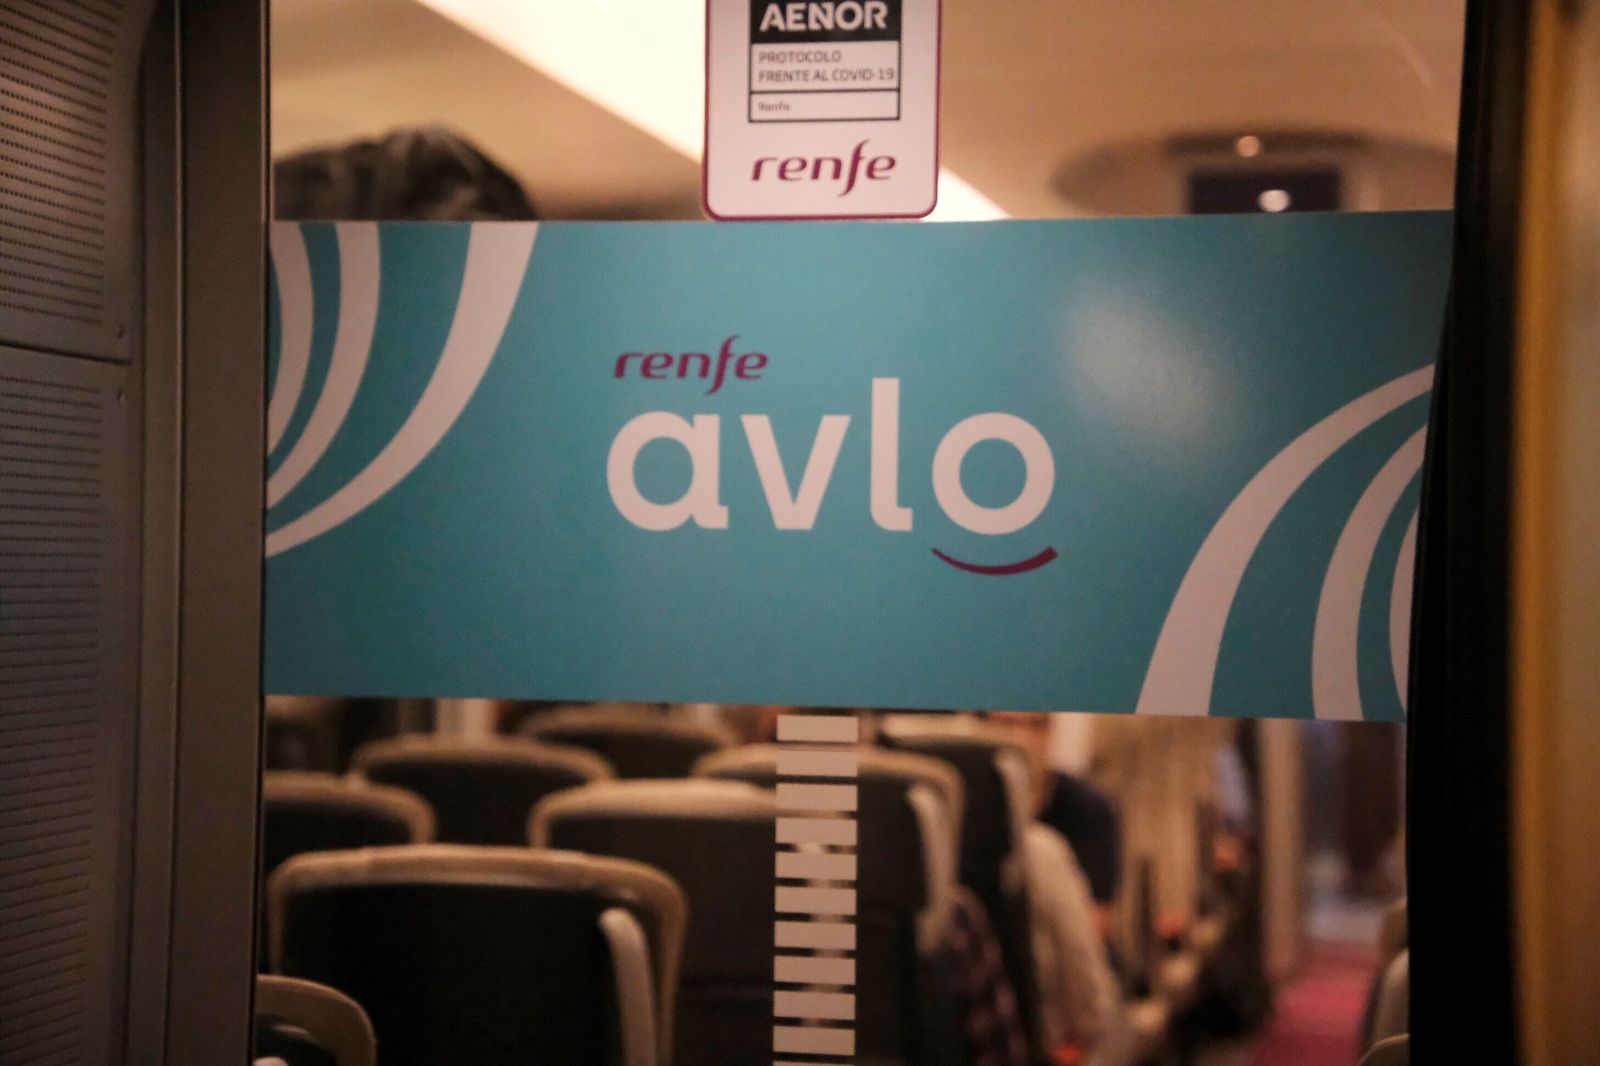 AENOR
PROTOCOLO
FRENTE AL COVID-19
Renfe
renfe
renfe
avlo